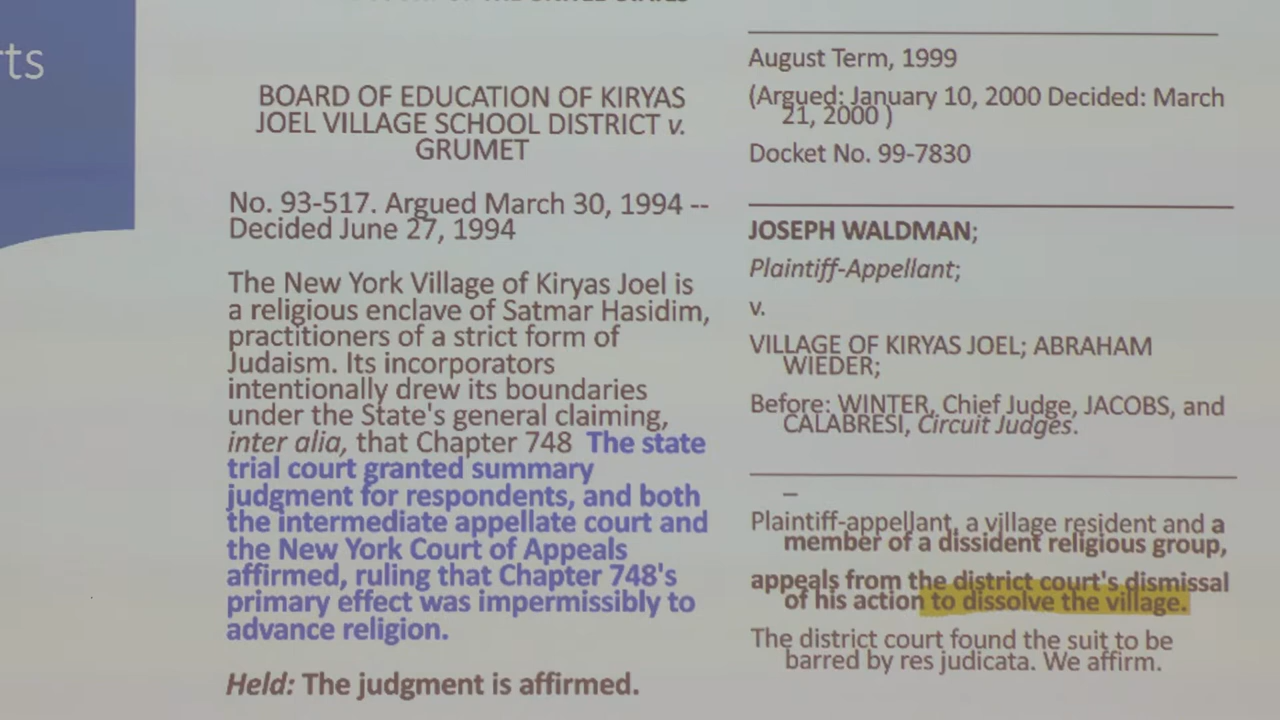 rts
BOARD OF EDUCATION OF KIRYAS
JOEL VILLAGE SCHOOL DISTRICT v.
GRUMET
No. 93-517. Argued March 30, 1994 --
Decided June 27, 1994
The New York Village of Kiryas Joel is
a religious enclave of Satmar Hasidim,
practitioners of a strict form of
Judaism. Its incorporators
intentionally drew its boundaries
under the State's general claiming,
inter alia, that Chapter 748 The state
trial court granted summary
judgment for respondents, and both
the intermediate appellate court and
the New York Court of Appeals
affirmed, ruling that Chapter 748's
primary effect was impermissibly to
advance religion.
Held: The judgment is affirmed.
August Term, 1999
(Argued: January 10, 2000 Decided: March
21, 2000 )
Docket No. 99-7830
JOSEPH WALDMAN;
Plaintiff-Appellant;
v.
VILLAGE OF KIRYAS JOEL; ABRAHAM
WIEDER;
Before: WINTER, Chief Judge, JACOBS, and
CALABRESI, Circuit Judges.
–
Plaintiff-appellant, a village resident and a
member of a dissident religious group,
appeals from the district court's dismissal
of his action to dissolve the village.
The district court found the suit to be
barred by res judicata. We affirm.